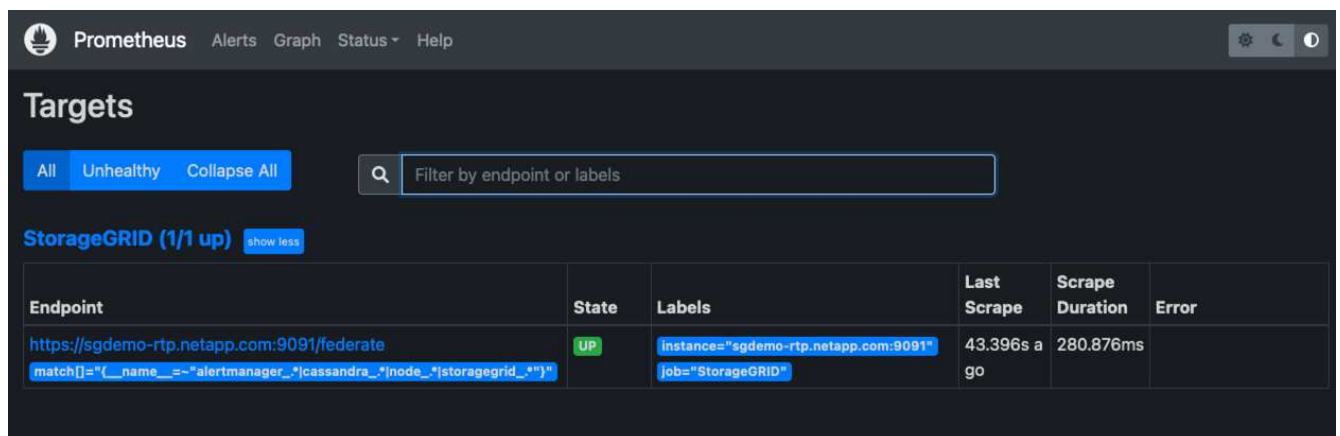 Prometheus Alerts Graph Status Help
Targets
All Unhealthy Collapse All
Filter by endpoint or labels
StorageGRID (1/1 up) show less
Endpoint State Labels Last Scrape Scrape Duration Error
https://sgdemo-rtp.netapp.com:9091/federate UP instance="sgdemo-rtp.netapp.com:9091" 43.396s a 280.876ms
match[]="{__name__=~"alertmanager_.*|cassandra_.*|node_.*|storagegrid_.*"}" job="StorageGRID" go